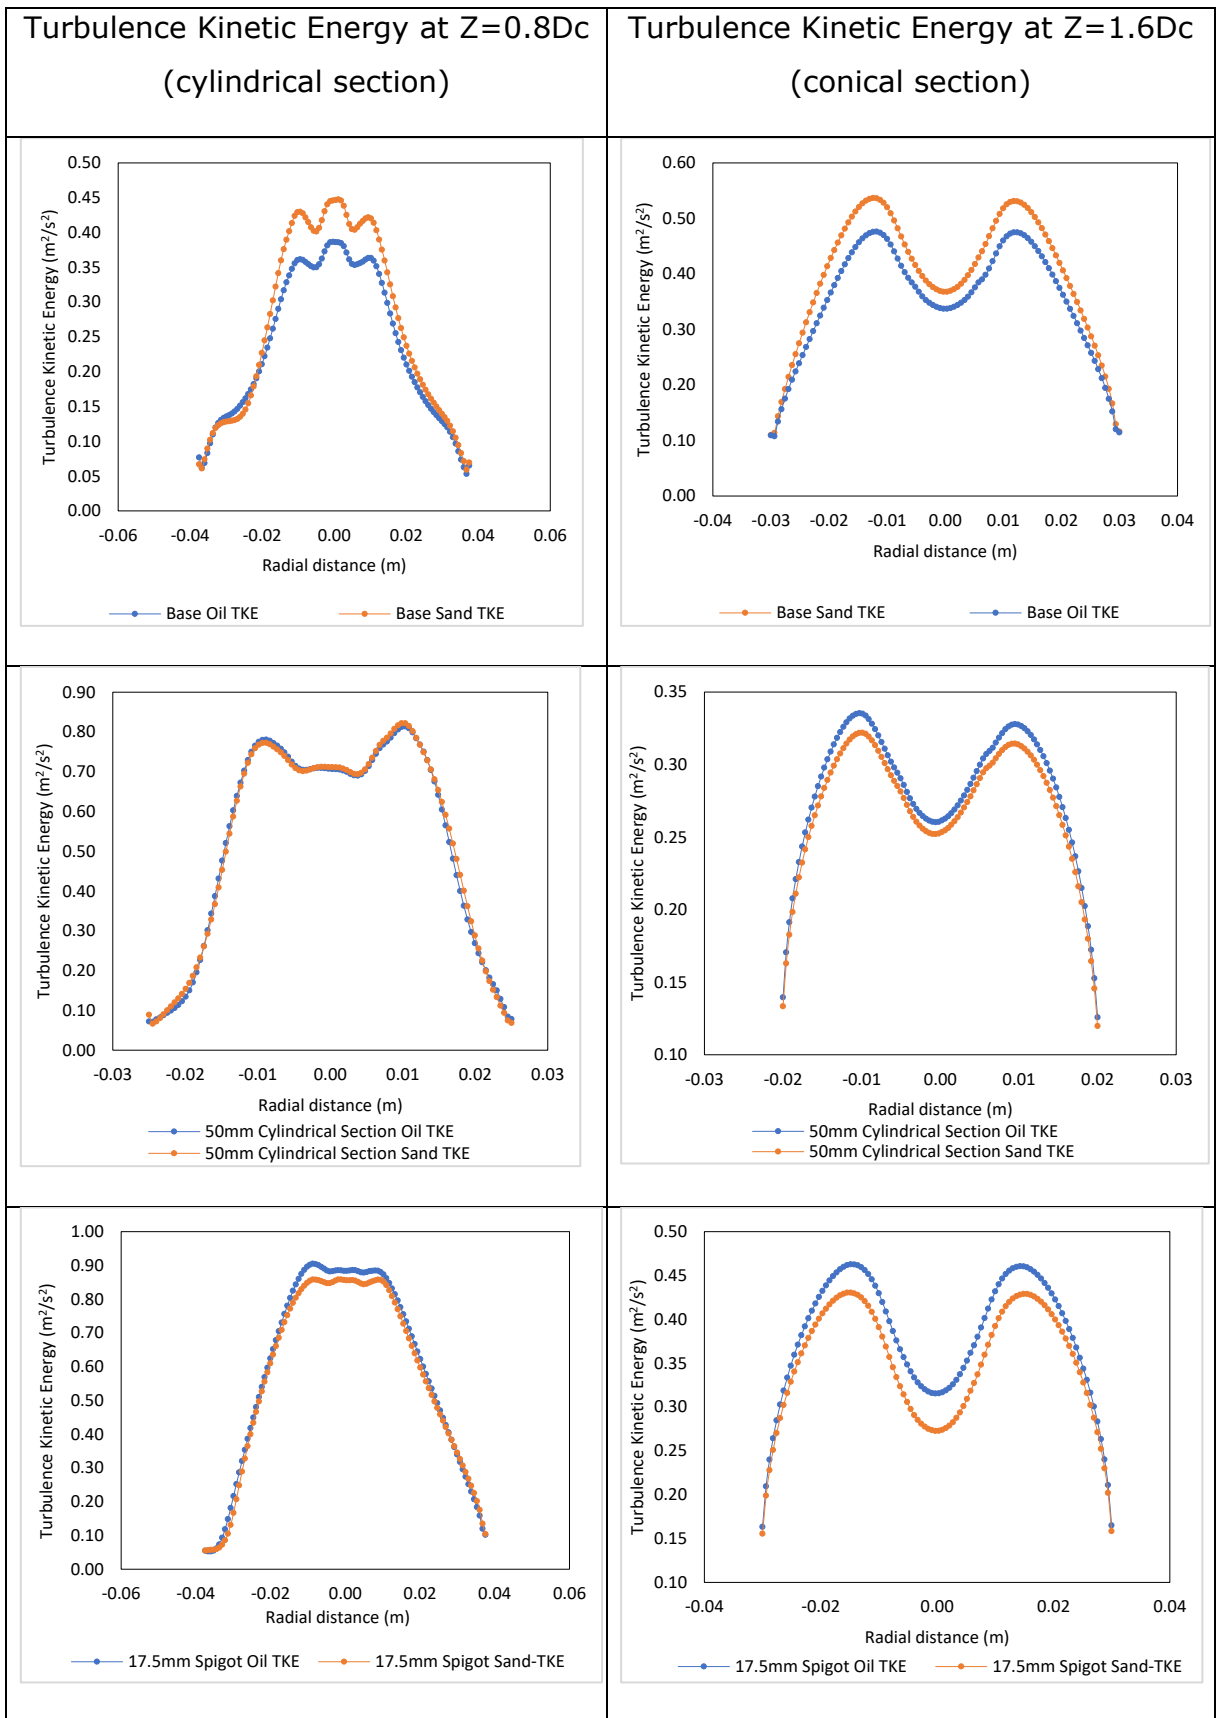 Turbulence Kinetic Energy at Z=0.8Dc
(cylindrical section)
Turbulence Kinetic Energy at Z=1.6Dc
(conical section)
Turbulence Kinetic Energy (m²/s²)
0.50
0.45
0.40
0.35
0.30
0.25
0.20
0.15
0.10
0.05
0.00
-0.06 -0.04 -0.02 0.00 0.02 0.04 0.06
Radial distance (m)
Base Oil TKE Base Sand TKE
Turbulence Kinetic Energy (m²/s²)
0.60
0.50
0.40
0.30
0.20
0.10
0.00
-0.04 -0.03 -0.02 -0.01 0.00 0.01 0.02 0.03 0.04
Radial distance (m)
Base Sand TKE Base Oil TKE
Turbulence Kinetic Energy (m²/s²)
0.90
0.80
0.70
0.60
0.50
0.40
0.30
0.20
0.10
0.00
-0.03 -0.02 -0.01 0.00 0.01 0.02 0.03
Radial distance (m)
50mm Cylindrical Section Oil TKE
50mm Cylindrical Section Sand TKE
Turbulence Kinetic Energy (m²/s²)
0.35
0.30
0.25
0.20
0.15
0.10
-0.03 -0.02 -0.01 0.00 0.01 0.02 0.03
Radial distance (m)
50mm Cylindrical Section Oil TKE
50mm Cylindrical Section Sand TKE
Turbulence Kinetic Energy (m²/s²)
1.00
0.90
0.80
0.70
0.60
0.50
0.40
0.30
0.20
0.10
0.00
-0.06 -0.04 -0.02 0.00 0.02 0.04 0.06
Radial distance (m)
17.5mm Spigot Oil TKE 17.5mm Spigot Sand-TKE
Turbulence Kinetic Energy (m²/s²)
0.50
0.45
0.40
0.35
0.30
0.25
0.20
0.15
0.10
-0.04 -0.02 0.00 0.02 0.04
Radial distance (m)
17.5mm Spigot Oil TKE 17.5mm Spigot Sand-TKE